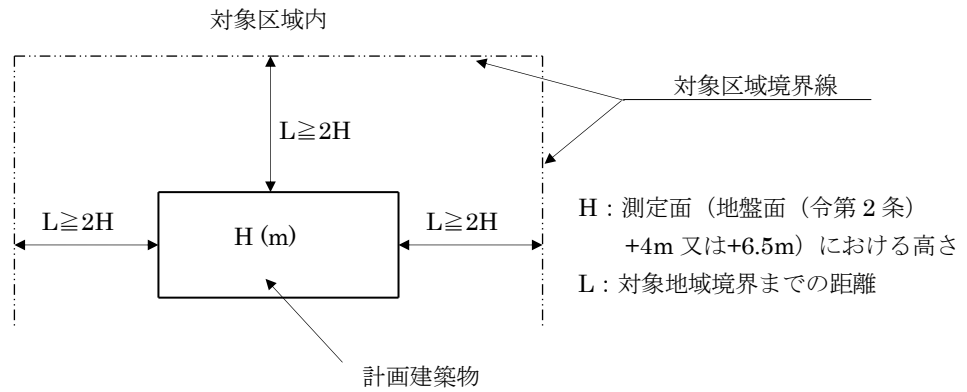 対象区域内
対象区域境界線
L≧2H
L≧2H
H (m)
L≧2H
H：測定面（地盤面（令第 2 条）
+4m 又は+6.5m）における高さ
L：対象地域境界までの距離
計画建築物